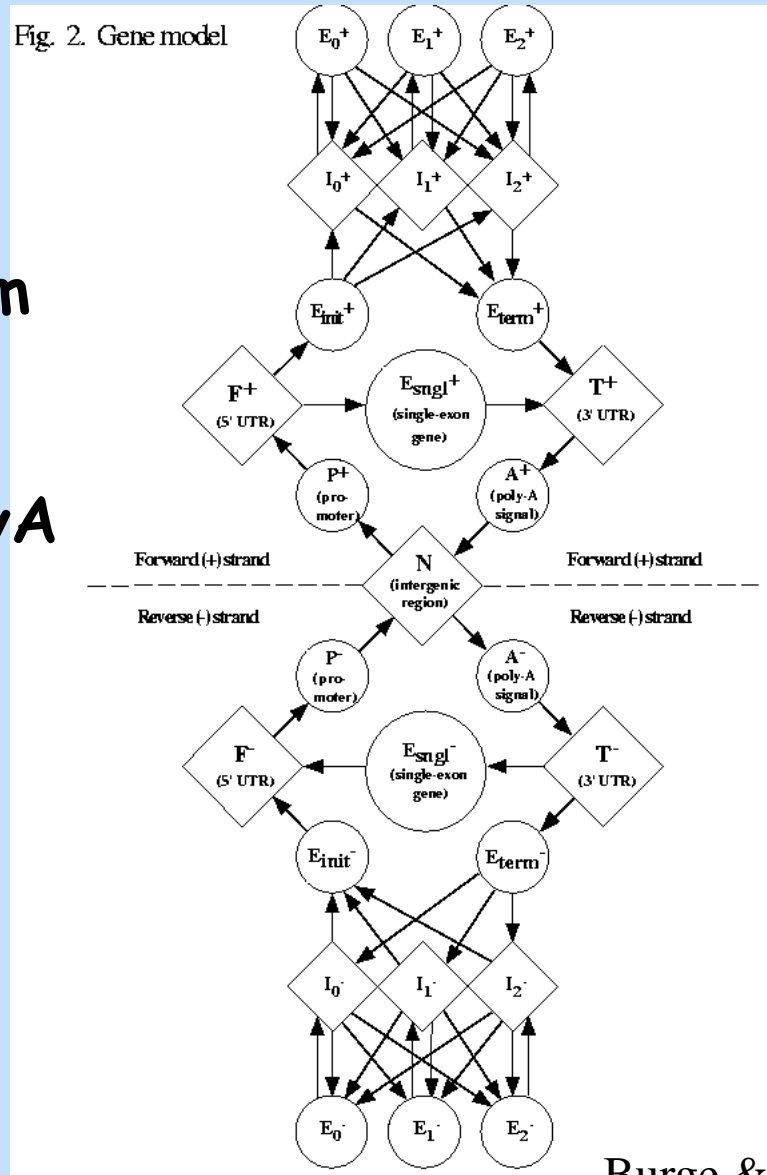 Fig. 2. Gene model
E0+ E1+ E2+
I0+ I1+ I2+
m
Einit+ Eterm+
F+
(5' UTR)
Esngl+
(single-exon
gene)
T+
(3' UTR)
P+
(pro-
moter)
A+
(poly-A
signal)
yA
Forward (+) strand Forward (+) strand
N
(intergenic
region)
Reverse (-) strand Reverse (-) strand
P-
(pro-
moter)
A-
(poly-A
signal)
F-
(5' UTR)
Esngl-
(single-exon
gene)
T-
(3' UTR)
Einit- Eterm-
I0- I1- I2-
E0- E1- E2-
Burge &